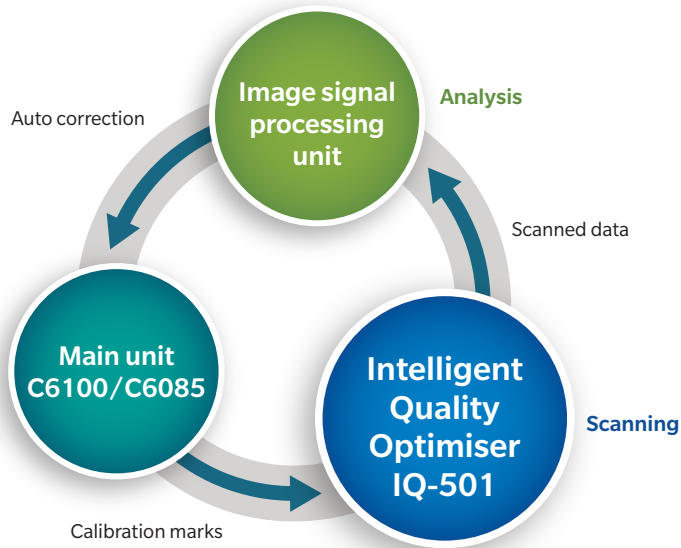 Image signal
processing
unit
Analysis
Auto correction
Scanned data
Main unit
C6100/C6085
Intelligent
Quality
Optimiser
IQ-501
Scanning
Calibration marks